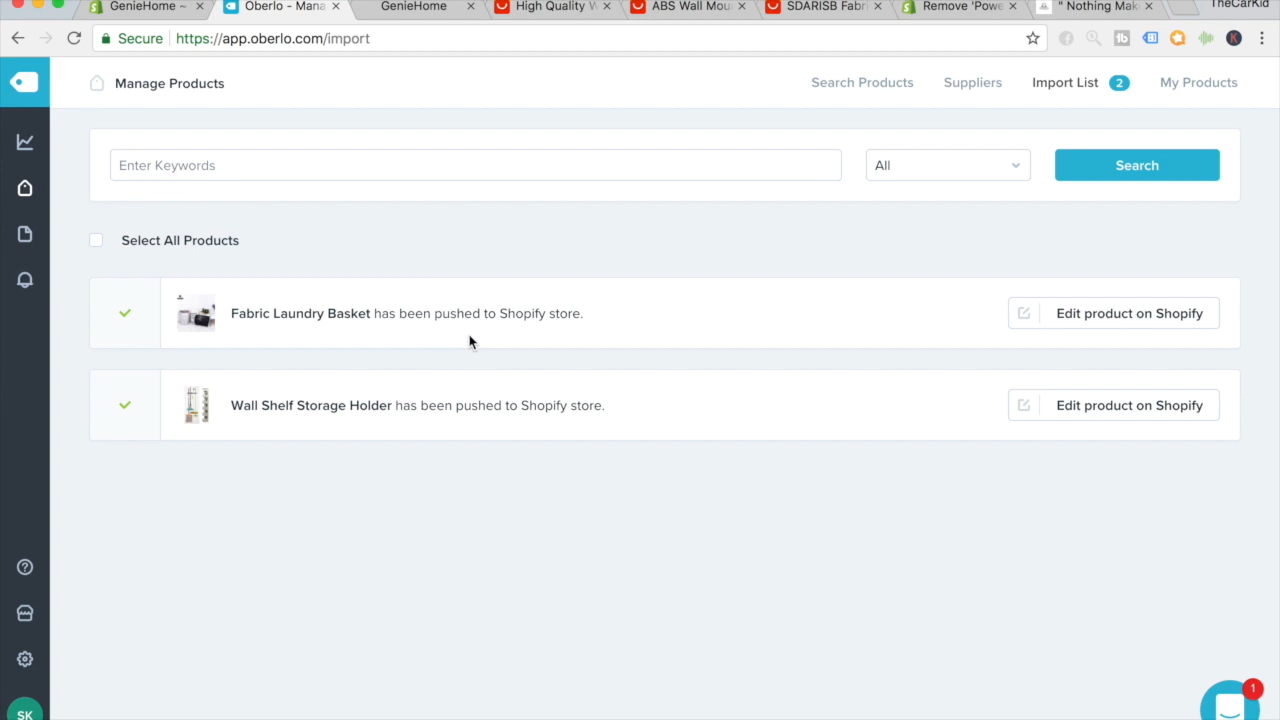 GenieHome ~
Oberlo - Mana
GenieHome
High Quality W
ABS Wall Mou
SDARISB Fabri
Remove 'Powe
" Nothing Mak
TheCarKid
Secure
https://app.oberlo.com/import
Manage Products
Search Products
Suppliers
Import List 2
My Products
Enter Keywords
All
Search
Select All Products
Fabric Laundry Basket has been pushed to Shopify store.
Edit product on Shopify
Wall Shelf Storage Holder has been pushed to Shopify store.
Edit product on Shopify
1
SK